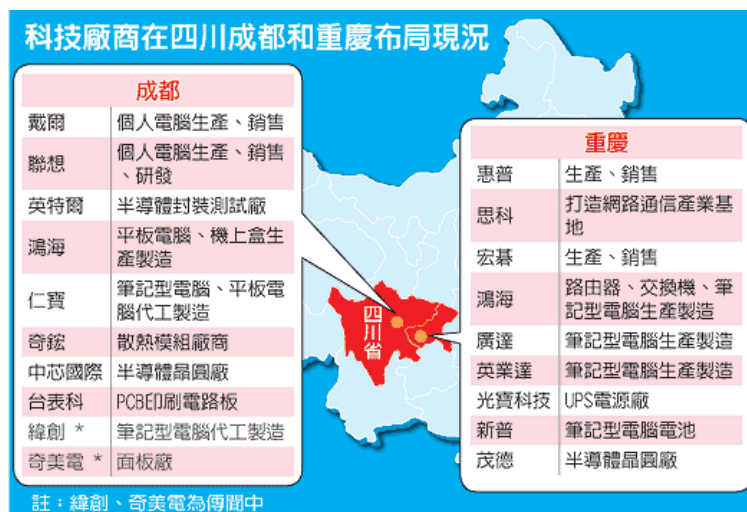 科技廠商在四川成都和重慶布局現況
成都
戴爾 個人電腦生產、銷售
聯想 個人電腦生產、銷售
、研發
英特爾 半導體封裝測試廠
鴻海 平板電腦、機上盒生
產製造
仁寶 筆記型電腦、平板電
腦代工製造
奇鋐 散熱模組廠商
中芯國際 半導體晶圓廠
台表科 PCB印刷電路板
緯創 * 筆記型電腦代工製造
奇美電 * 面板廠
重慶
惠普 生產、銷售
思科 打造網路通信產業基
地
宏碁 生產、銷售
鴻海 路由器、交換機、筆
記型電腦生產製造
廣達 筆記型電腦生產製造
英業達 筆記型電腦生產製造
光寶科技 UPS電源廠
新普 筆記型電腦電池
茂德 半導體晶圓廠
四川省
註：緯創、奇美電為傳聞中